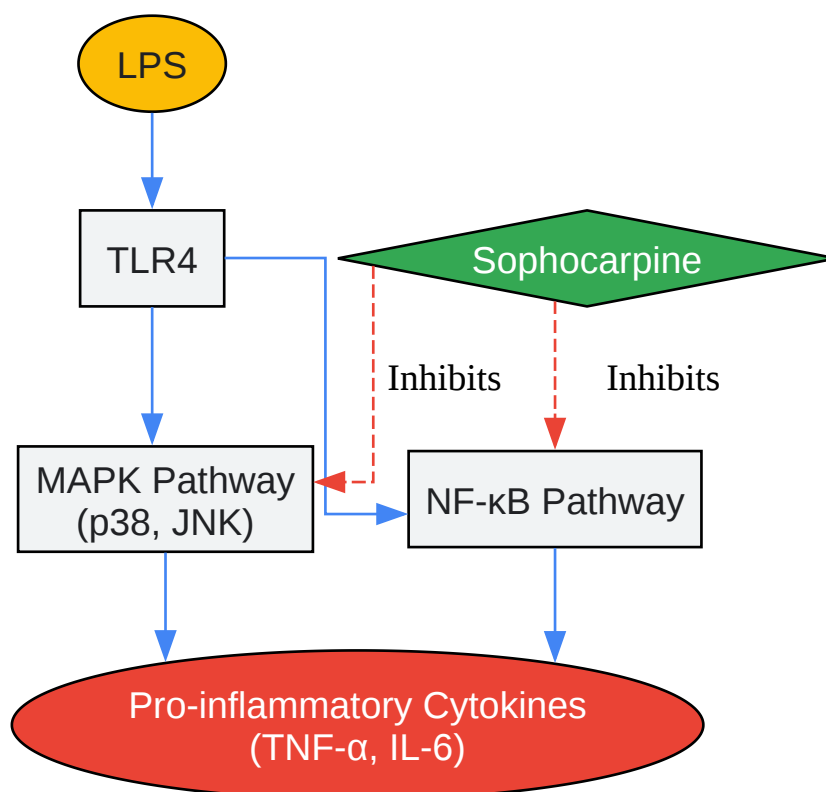 LPS
TLR4
Sophocarpine
Inhibits
Inhibits
MAPK Pathway
(p38, JNK)
NF-κB Pathway
Pro-inflammatory Cytokines
(TNF-α, IL-6)